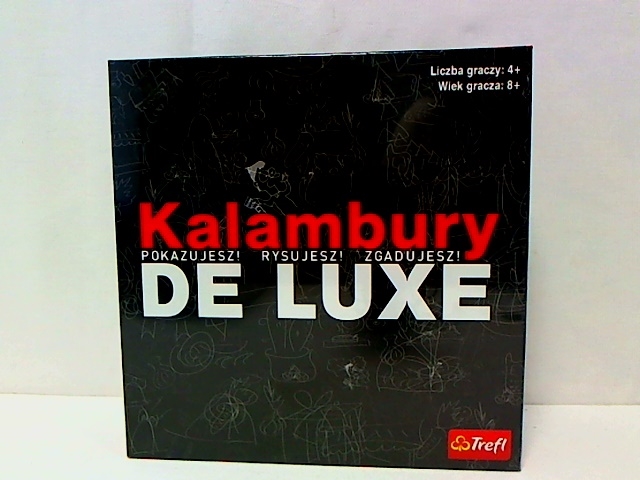 Liczba graczy: 4+
Wiek gracza: 8+
Kalambury
POKAZUJESZ! RYSUJESZ! ZGADUJESZ!
DE LUXE
Trefl